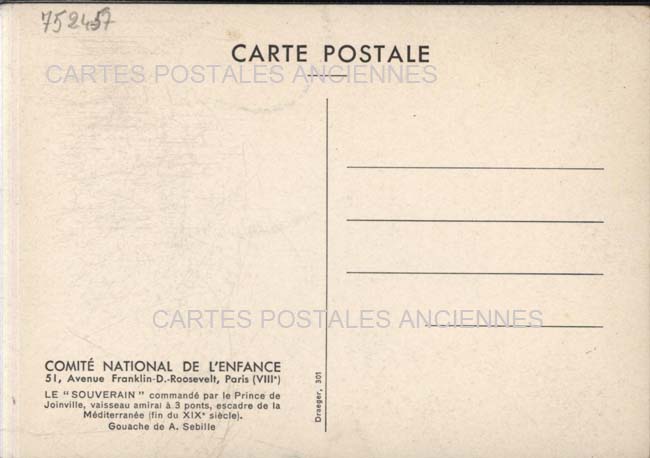 752457
CARTE POSTALE
CARTES POSTALES ANCIENNES
CARTES POSTALES ANCIENNES
COMITÉ NATIONAL DE L'ENFANCE
51, Avenue Franklin-D.-Roosevelt, Paris (VIIIe)
LE "SOUVERAIN" commandé par le Prince de
Joinville, vaisseau amiral à 3 ponts, escadre de la
Méditerranée (fin du XIXe siècle).
Gouache de A. Sebille
Draeger, 301